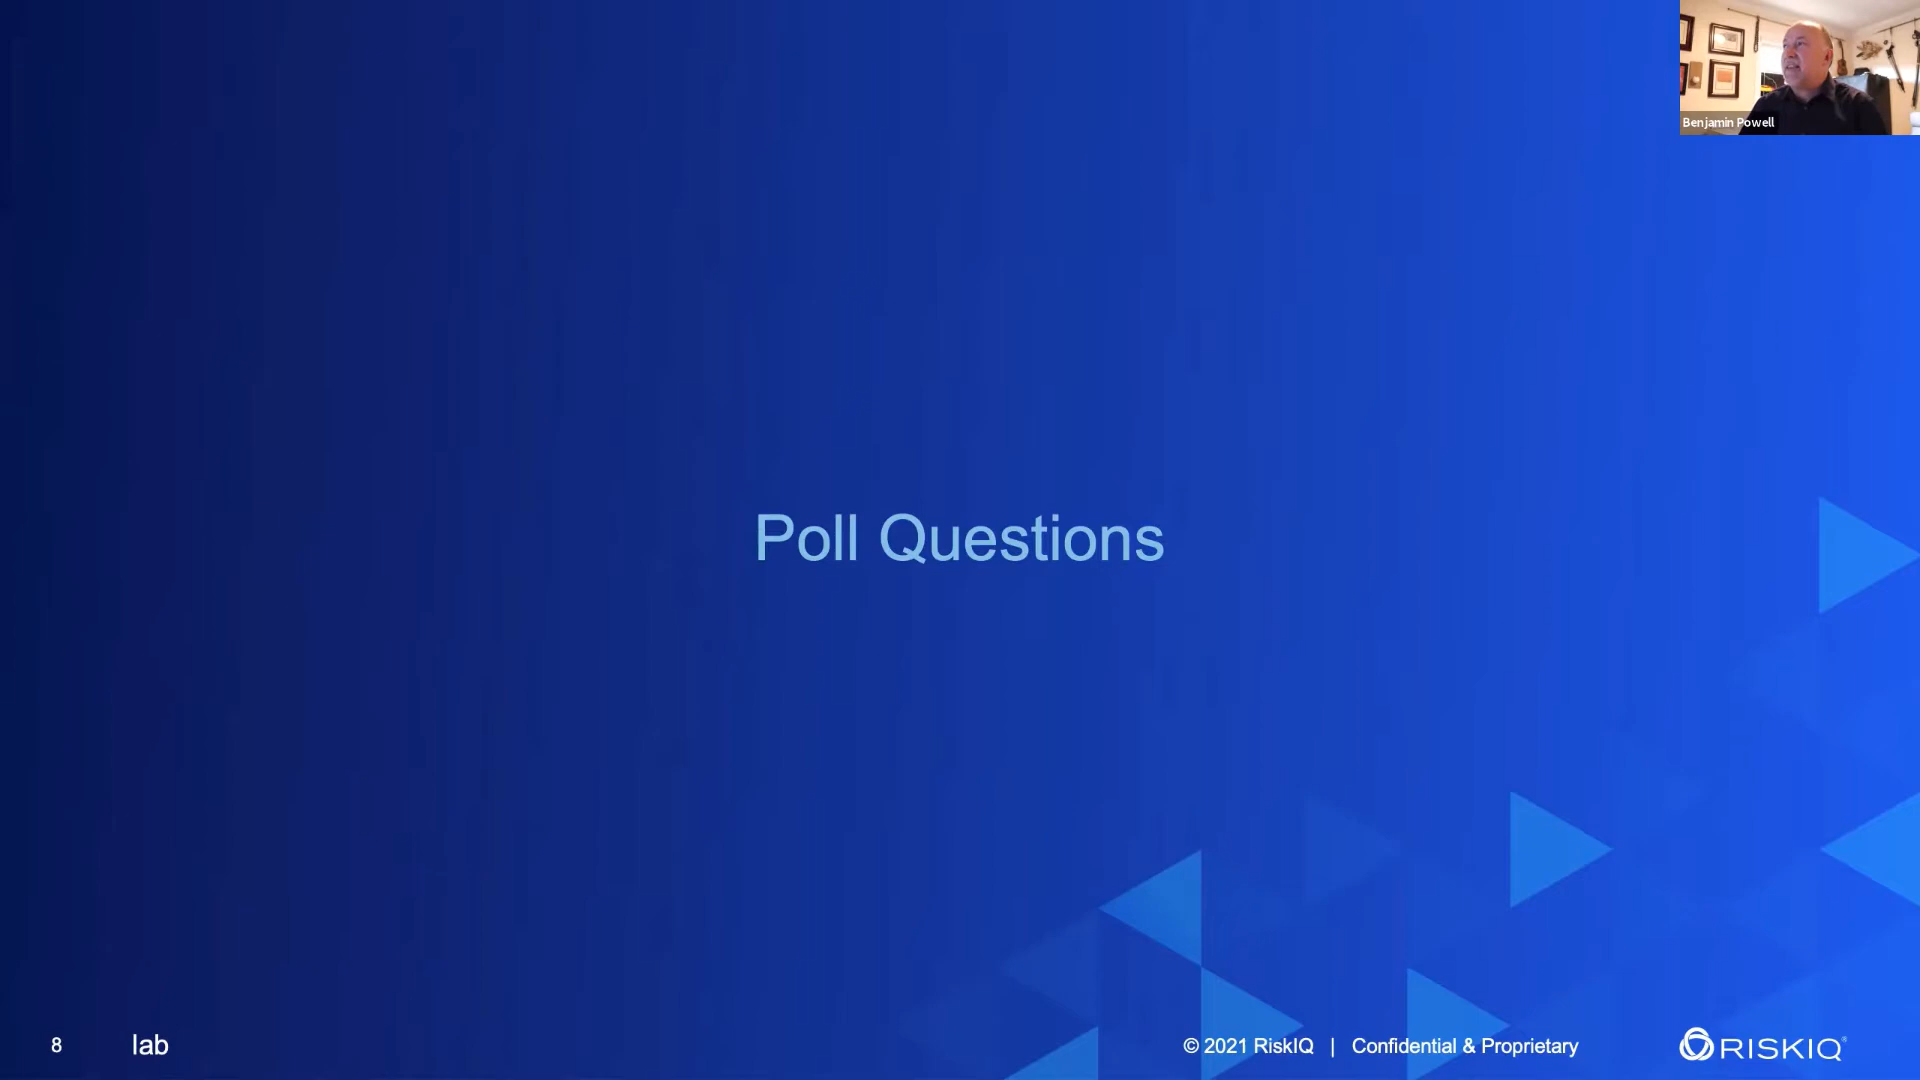 Benjamin Powell
Poll Questions
8 lab © 2021 RiskIQ | Confidential & Proprietary RISKIQ®